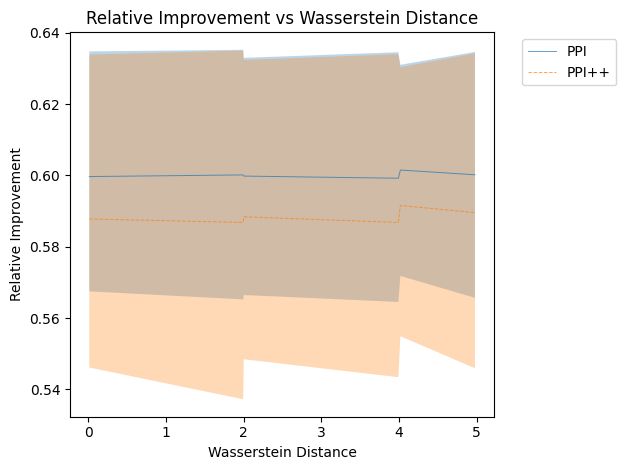 Relative Improvement vs Wasserstein Distance
0.64
0.62
0.60
0.58
0.56
0.54
Relative Improvement
0 1 2 3 4 5
Wasserstein Distance
PPI
PPI++